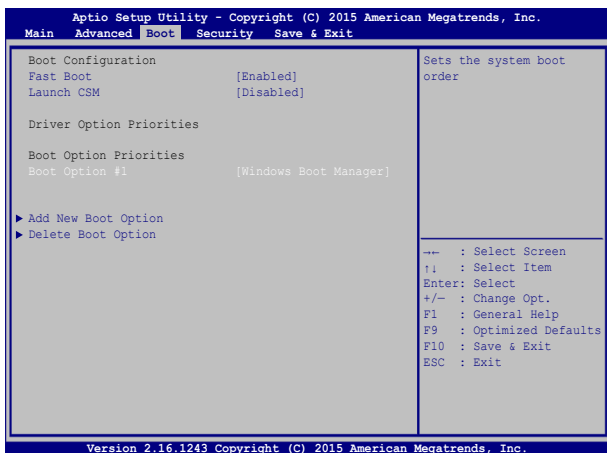 Aptio Setup Utility - Copyright (C) 2015 American Megatrends, Inc.
Main Advanced Boot Security Save & Exit
Boot Configuration
Fast Boot [Enabled]
Launch CSM [Disabled]
Driver Option Priorities
Boot Option Priorities
Boot Option #1 [Windows Boot Manager]
Add New Boot Option
Delete Boot Option
Sets the system boot
order
→← : Select Screen
↑↓ : Select Item
Enter: Select
+/— : Change Opt.
F1 : General Help
F9 : Optimized Defaults
F10 : Save & Exit
ESC : Exit
Version 2.16.1243 Copyright (C) 2015 American Megatrends, Inc.